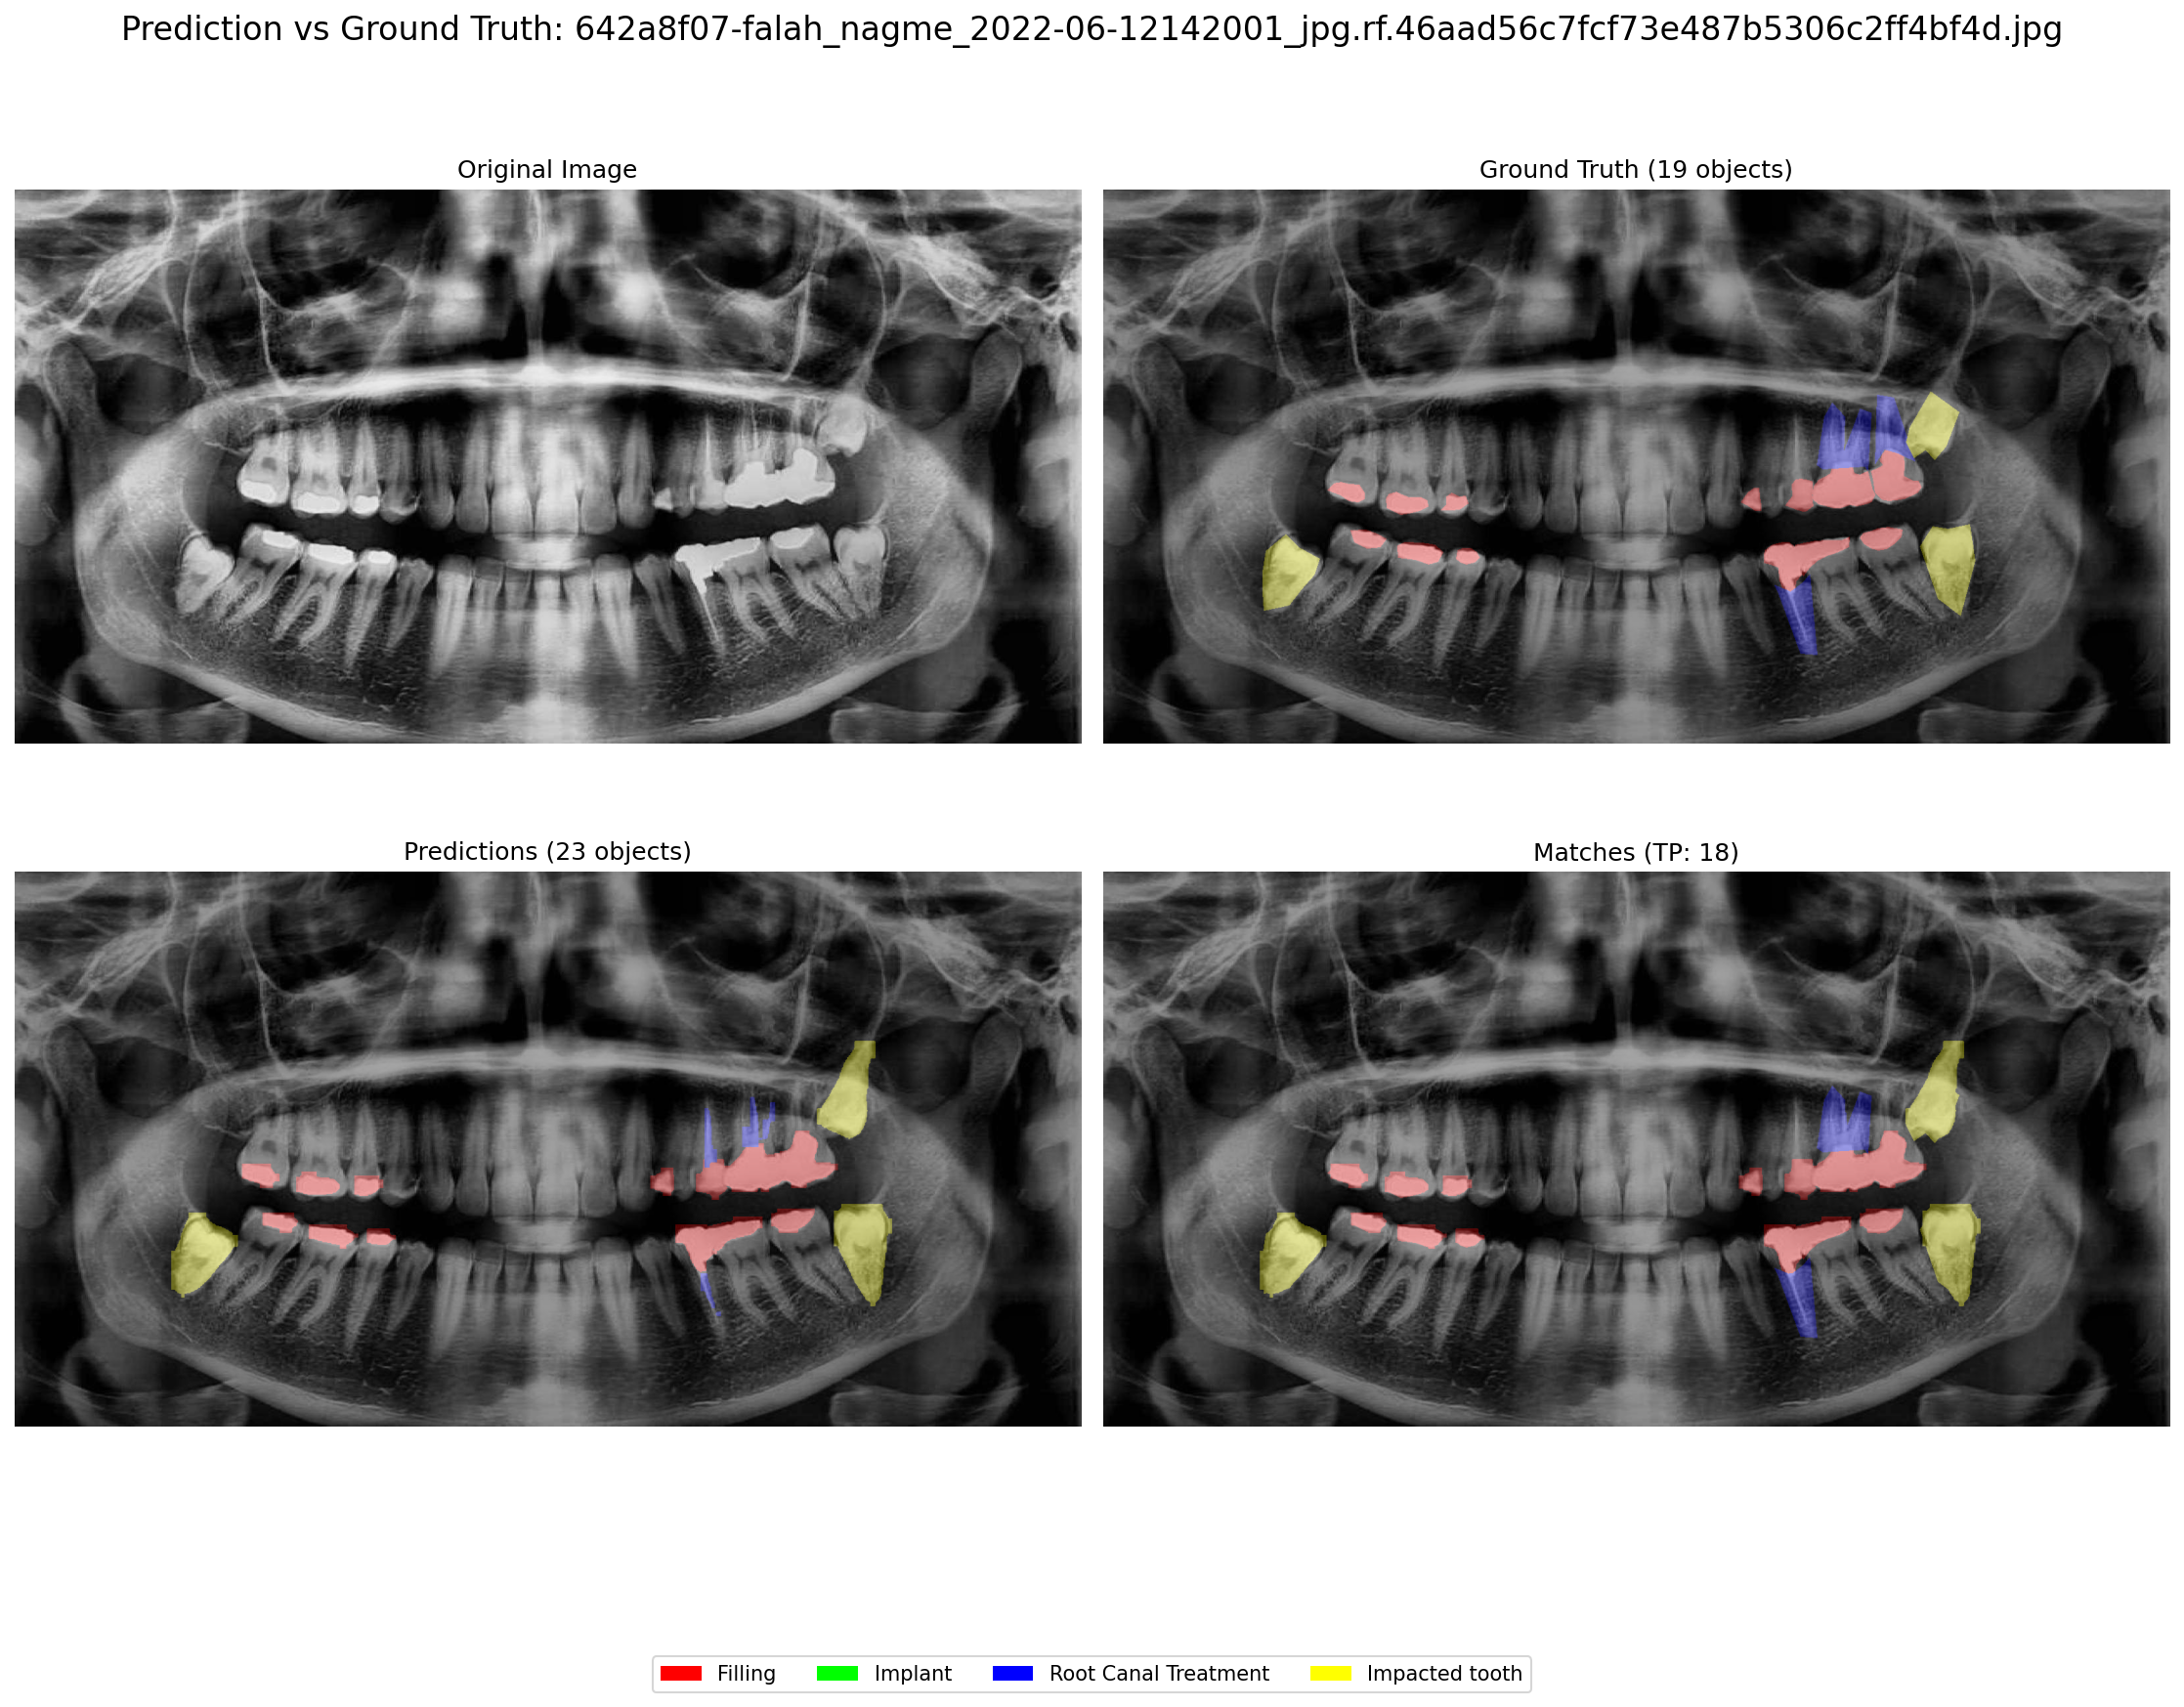 Prediction vs Ground Truth: 642a8f07-falah_nagme_2022-06-12142001_jpg.rf.46aad56c7fcf73e487b5306c2ff4bf4d.jpg
Original Image
Ground Truth (19 objects)
Predictions (23 objects)
Matches (TP: 18)
Filling
Implant
Root Canal Treatment
Impacted tooth